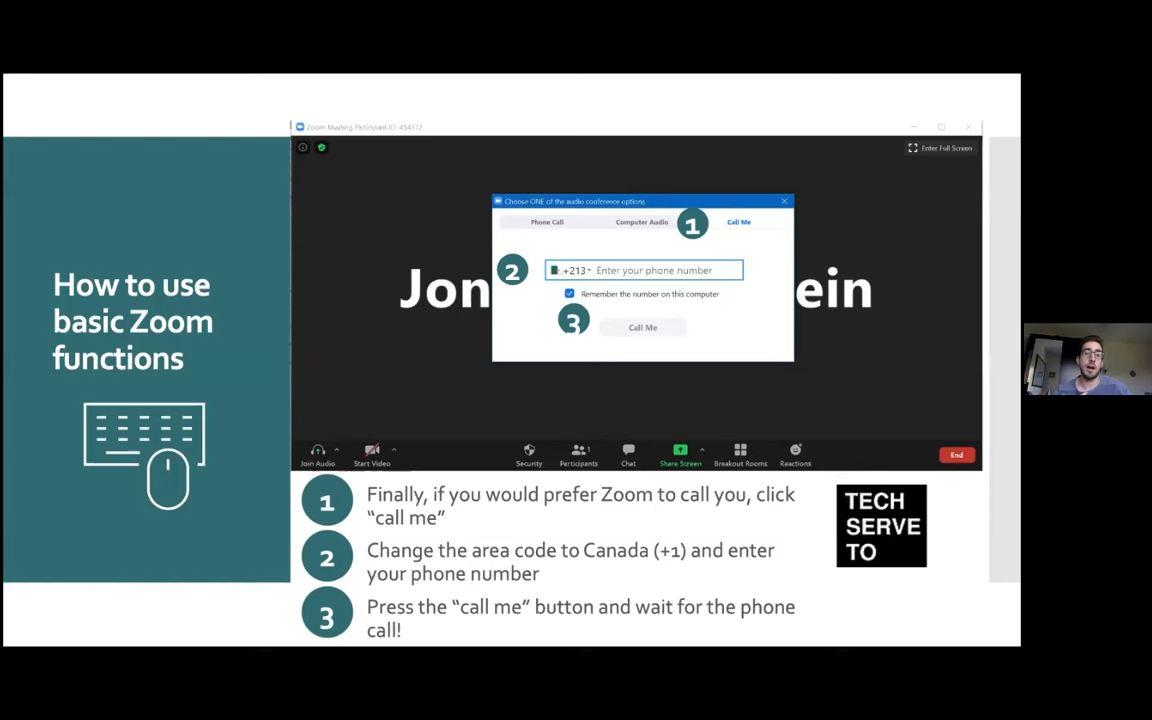 Zoom Meeting Participant ID: 454572
Enter Full Screen
Choose ONE of the audio conference options
Phone Call
Computer Audio
1
Call Me
2
+213
Enter your phone number
Jon
ein
Remember the number on this computer
3
Call Me
How to use
basic Zoom
functions
Join Audio
Start Video
Security
Participants
1
Chat
Share Screen
Breakout Rooms
Reactions
End
1
Finally, if you would prefer Zoom to call you, click
“call me”
2
Change the area code to Canada (+1) and enter
your phone number
3
Press the “call me” button and wait for the phone
call!
TECH
SERVE
TO